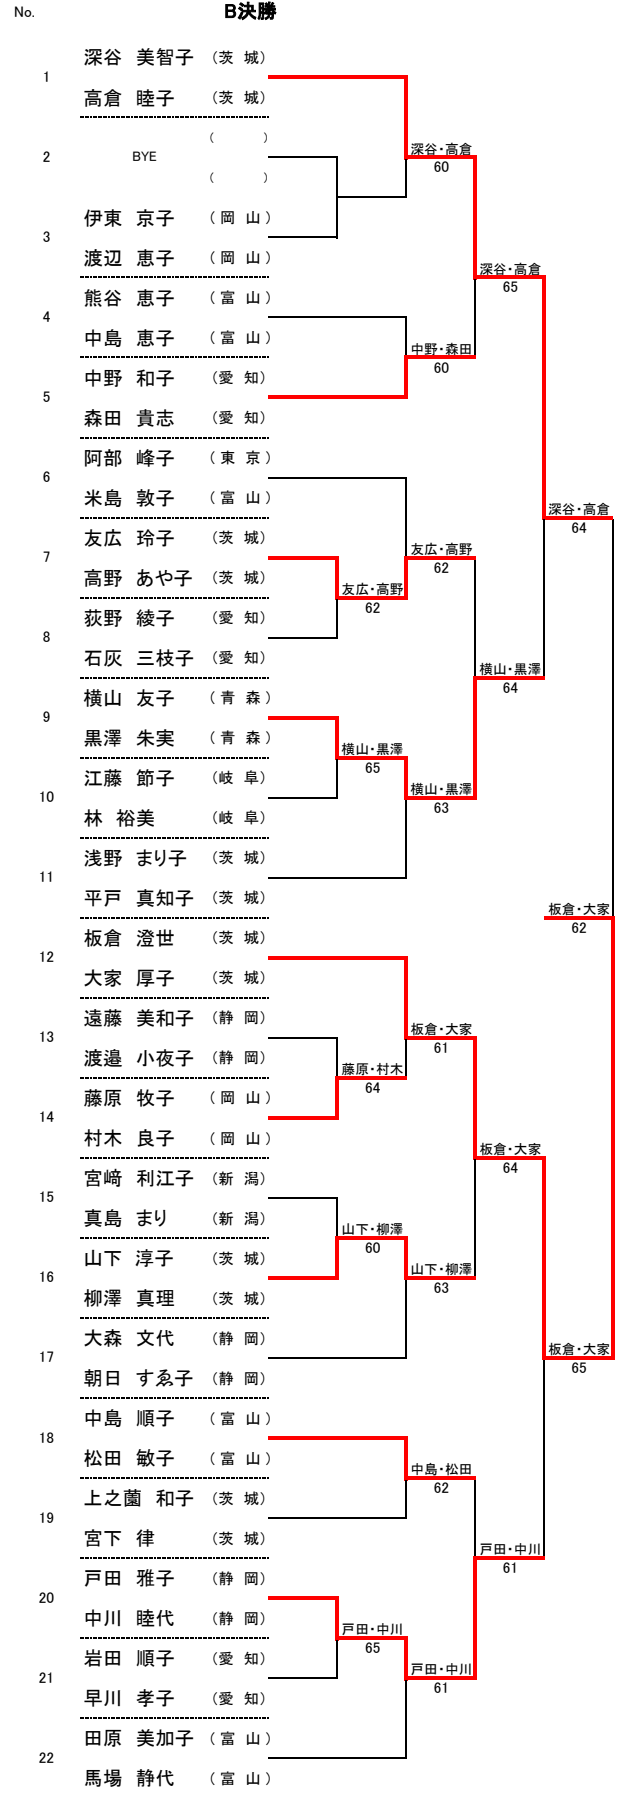 No. B決勝
深谷 美智子 (茨 城)
1
高倉 睦子 (茨 城)
( )
2 BYE 深谷・高倉
60
( )
伊東 京子 (岡 山)
3
渡辺 恵子 (岡 山)
深谷・高倉
65
熊谷 恵子 (富 山)
4
中島 恵子 (富 山)
中野・森田
60
中野 和子 (愛 知)
5
森田 貴志 (愛 知)
阿部 峰子 (東 京)
6
米島 敦子 (富 山)
深谷・高倉
64
友広 玲子 (茨 城)
7 友広・高野
62
高野 あや子 (茨 城)
友広・高野
62
荻野 綾子 (愛 知)
8
石灰 三枝子 (愛 知)
横山・黒澤
64
横山 友子 (青 森)
9
黒澤 朱実 (青 森)
横山・黒澤
65
江藤 節子 (岐 阜)
10 横山・黒澤
63
林 裕美 (岐 阜)
浅野 まり子 (茨 城)
11
平戸 真知子 (茨 城)
板倉・大家
62
板倉 澄世 (茨 城)
12
大家 厚子 (茨 城)
遠藤 美和子 (静 岡)
13 板倉・大家
61
渡邉 小夜子 (静 岡)
藤原・村木
64
藤原 牧子 (岡 山)
14
村木 良子 (岡 山)
板倉・大家
64
宮﨑 利江子 (新 潟)
15
真島 まり (新 潟)
山下・柳澤
60
山下 淳子 (茨 城)
16 山下・柳澤
63
柳澤 真理 (茨 城)
大森 文代 (静 岡)
17 板倉・大家
65
朝日 すゑ子 (静 岡)
中島 順子 (富 山)
18
松田 敏子 (富 山)
中島・松田
62
上之薗 和子 (茨 城)
19
宮下 律 (茨 城)
戸田・中川
61
戸田 雅子 (静 岡)
20
中川 睦代 (静 岡)
戸田・中川
65
岩田 順子 (愛 知)
21 戸田・中川
61
早川 孝子 (愛 知)
田原 美加子 (富 山)
22
馬場 静代 (富 山)